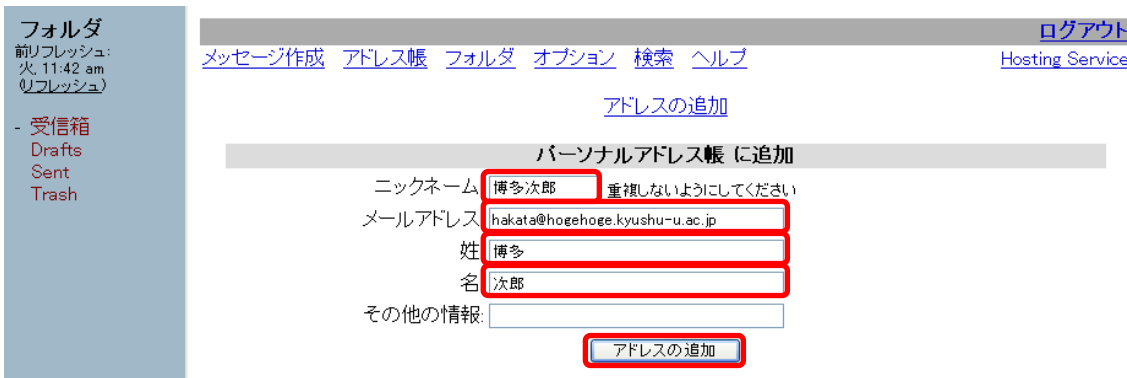 フォルダ
前リフレッシュ:
火, 11:42 am
(リフレッシュ)
- 受信箱
Drafts
Sent
Trash
ログアウト
メッセージ作成 アドレス帳 フォルダ オプション 検索 ヘルプ Hosting Service
アドレスの追加
パーソナルアドレス帳 に追加
ニックネーム 博多次郎 重複しないようにしてください
メールアドレス hakata@hogehoge.kyushu-u.ac.jp
姓 博多
名 次郎
その他の情報:
アドレスの追加